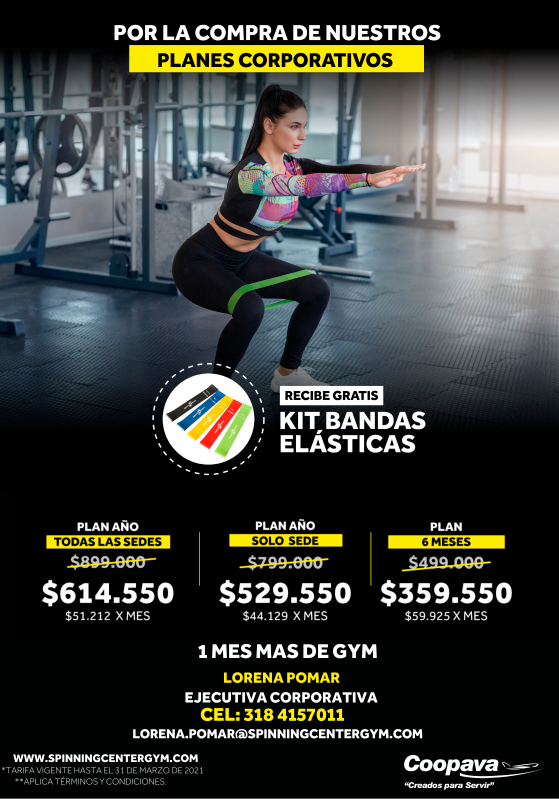 POR LA COMPRA DE NUESTROS
PLANES CORPORATIVOS
RECIBE GRATIS
KIT BANDAS
ELÁSTICAS
PLAN AÑO
TODAS LAS SEDES
$899.000
$614.550
$51.212 X MES
PLAN AÑO
SOLO SEDE
$799.000
$529.550
$44.129 X MES
PLAN
6 MESES
$499.000
$359.550
$59.925 X MES
1 MES MAS DE GYM
LORENA POMAR
EJECUTIVA CORPORATIVA
CEL: 318 4157011
LORENA.POMAR@SPINNINGCENTERGYM.COM
WWW.SPINNINGCENTERGYM.COM
*TARIFA VIGENTE HASTA EL 31 DE MARZO DE 2021
**APLICA TÉRMINOS Y CONDICIONES.
Coopava
"Creados para Servir"